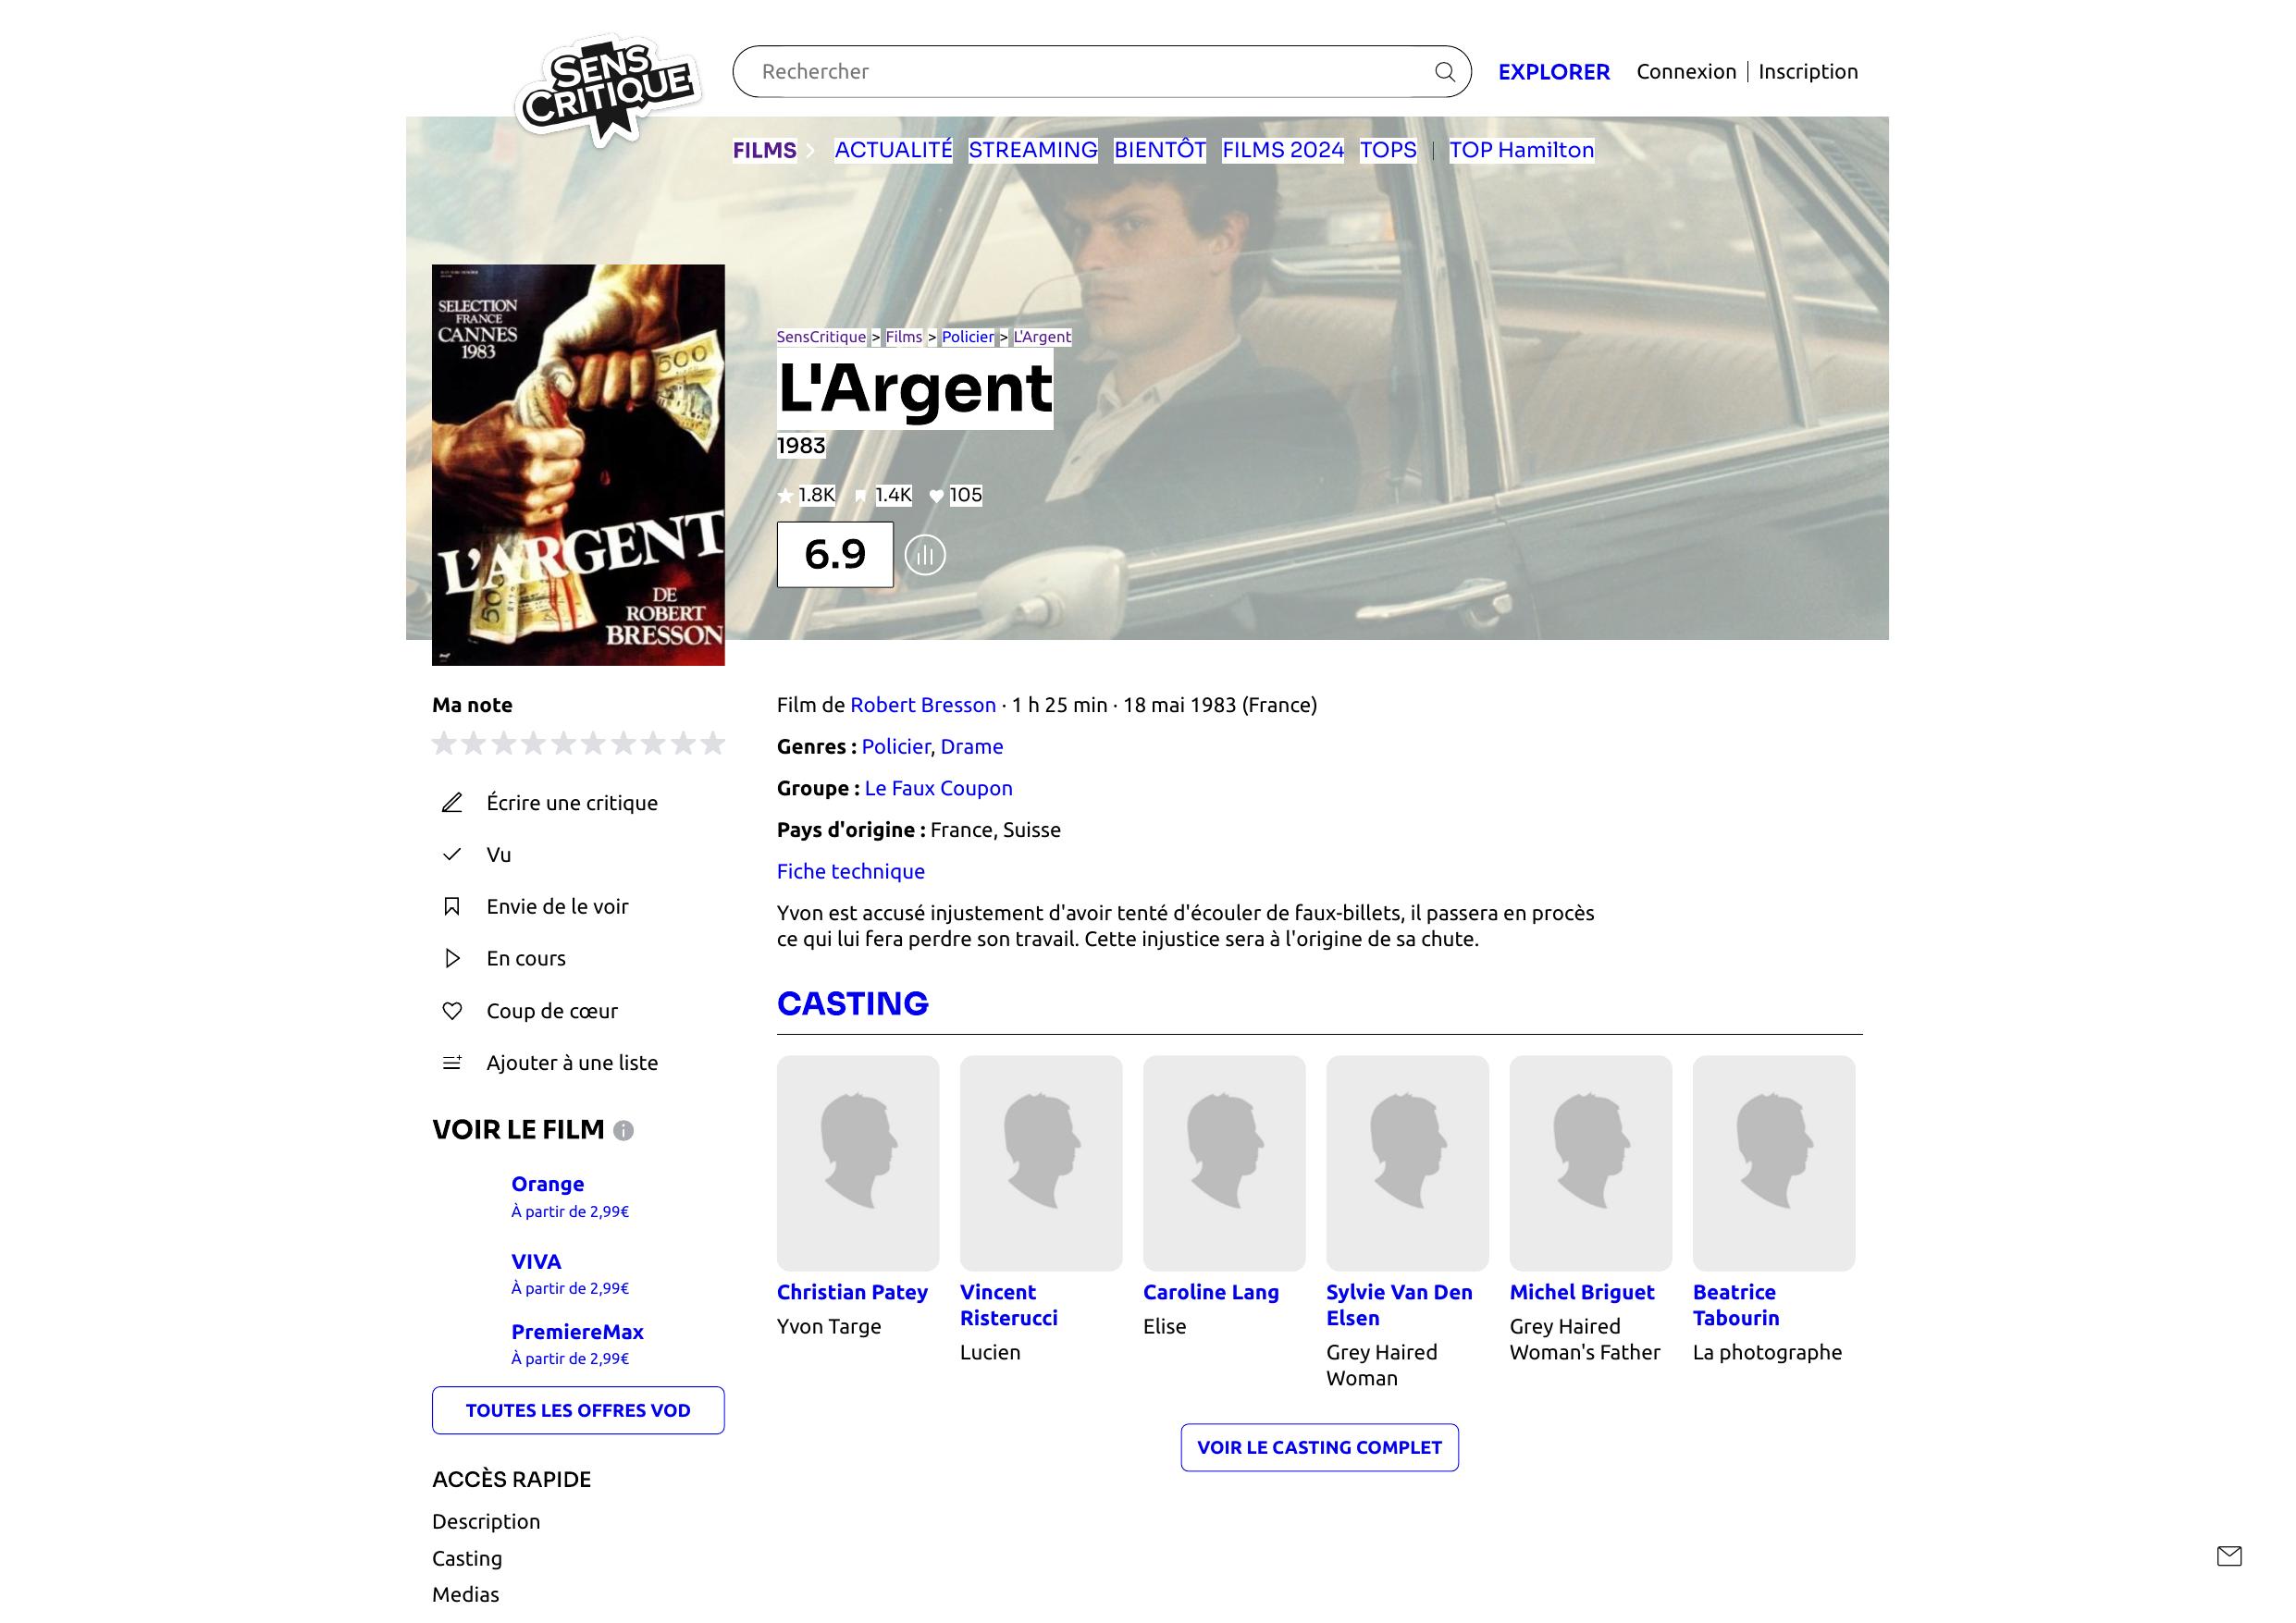 SENS
CRITIQUE
Rechercher
EXPLORER
Connexion
Inscription
FILMS
ACTUALITÉ
STREAMING
BIENTÔT
FILMS 2024
TOPS
TOP Hamilton
SELECTION
FRANCE
CANNES
1983
500
L'ARGENT
50
DE
ROBERT
BRESSON
SensCritique > Films > Policier > L'Argent
L'Argent
1983
1.8K
1.4K
105
6.9
Ma note
Écrire une critique
Vu
Envie de le voir
En cours
Coup de cœur
Ajouter à une liste
VOIR LE FILM
Orange
À partir de 2,99€
VIVA
À partir de 2,99€
PremiereMax
À partir de 2,99€
TOUTES LES OFFRES VOD
ACCÈS RAPIDE
Description
Casting
Medias
Film de Robert Bresson · 1 h 25 min · 18 mai 1983 (France)
Genres : Policier, Drame
Groupe : Le Faux Coupon
Pays d'origine : France, Suisse
Fiche technique
Yvon est accusé injustement d'avoir tenté d'écouler de faux-billets, il passera en procès
ce qui lui fera perdre son travail. Cette injustice sera à l'origine de sa chute.
CASTING
Christian Patey
Yvon Targe
Vincent
Risterucci
Lucien
Caroline Lang
Elise
Sylvie Van Den
Elsen
Grey Haired
Woman
Michel Briguet
Grey Haired
Woman's Father
Beatrice
Tabourin
La photographe
VOIR LE CASTING COMPLET